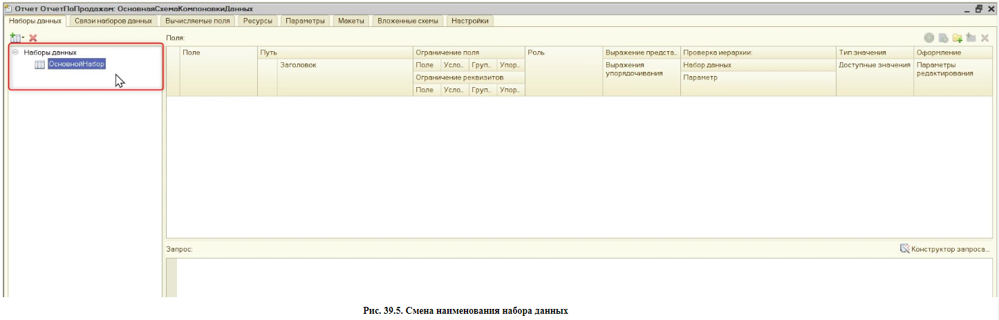 Отчет ОтчетПоПродажам: ОсновнаяСхемаКомпоновкиДанных
Наборы данных Связи наборов данных Вычисляемые поля Ресурсы Параметры Макеты Вложенные схемы Настройки
Поля:
Наборы данных
ОсновнойНабор
Поле Путь Ограничение поля Роль Выражение предста... Проверка иерархии: Тип значения Оформление
Заголовок Поле Усло... Груп... Упор... Выражения упорядочивания Набор данных Доступные значения Параметры редактирования
Ограничение реквизитов Параметр
Поле Усло... Груп... Упор...
Запрос: Конструктор запроса...
Рис. 39.5. Смена наименования набора данных